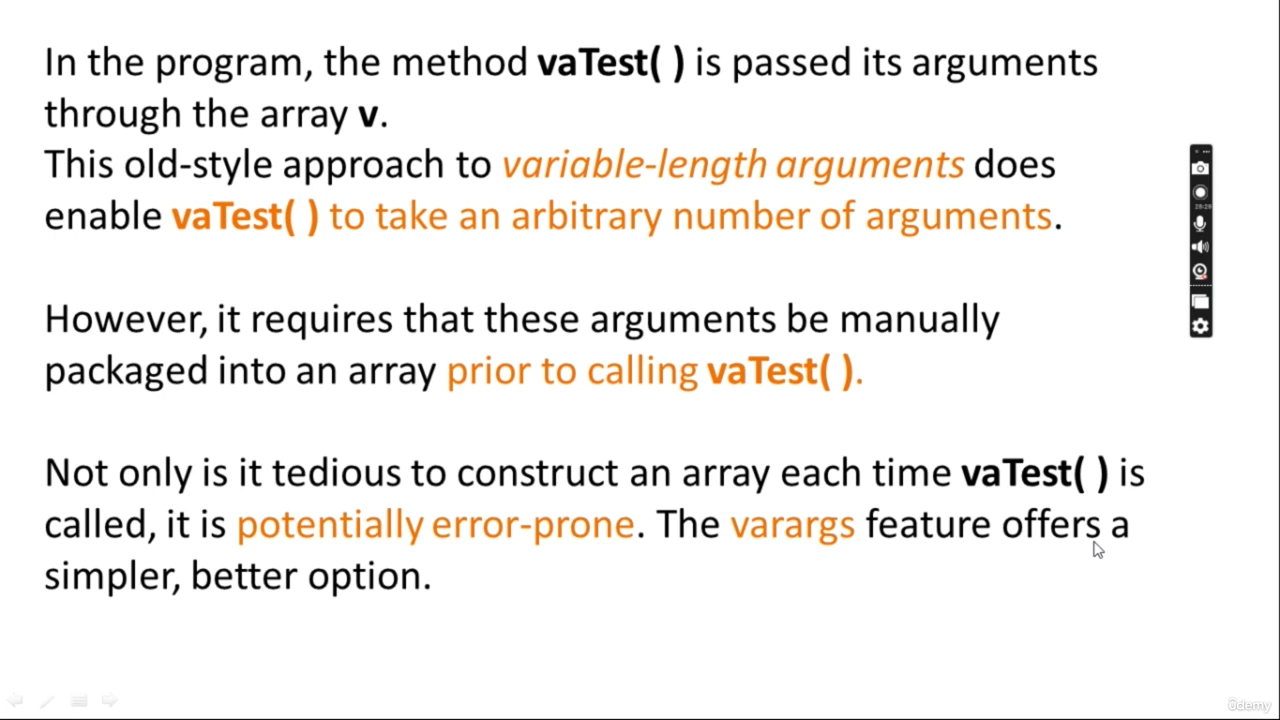 In the program, the method vaTest( ) is passed its arguments
through the array v.
This old-style approach to variable-length arguments does
enable vaTest( ) to take an arbitrary number of arguments.
However, it requires that these arguments be manually
packaged into an array prior to calling vaTest( ).
Not only is it tedious to construct an array each time vaTest( ) is
called, it is potentially error-prone. The varargs feature offers a
simpler, better option.
ûdemy